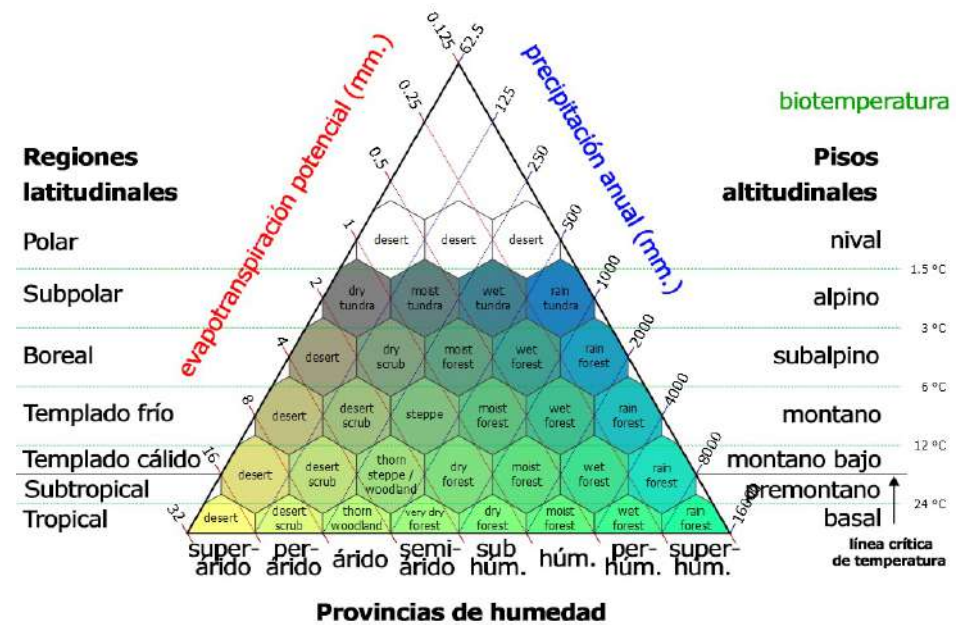 evapotranspiración potencial (mm.)
precipitación anual (mm.)
biotemperatura
Regiones
latitudinales
Pisos
altitudinales
0.125
62.5
0.25
125
0.5
250
1
500
2
1000
4
2000
8
4000
16
8000
32
16000
Polar
desert
desert
desert
nival
1.5 °C
Subpolar
dry
tundra
moist
tundra
wet
tundra
rain
tundra
alpino
3 °C
Boreal
desert
dry
scrub
moist
forest
wet
forest
rain
forest
subalpino
6 °C
Templado frío
desert
desert
scrub
steppe
moist
forest
wet
forest
rain
forest
montano
12 °C
Templado cálido
Subtropical
desert
desert
scrub
thorn
steppe /
woodland
dry
forest
moist
forest
wet
forest
rain
forest
montano bajo
premontano
24 °C
Tropical
desert
desert
scrub
thorn
woodland
very dry
forest
dry
forest
moist
forest
wet
forest
rain
forest
basal
línea crítica
de temperatura
super-
árido
per-
árido
árido
semi-
árido
sub
húm.
húm.
per-
húm.
super-
húm.
Provincias de humedad